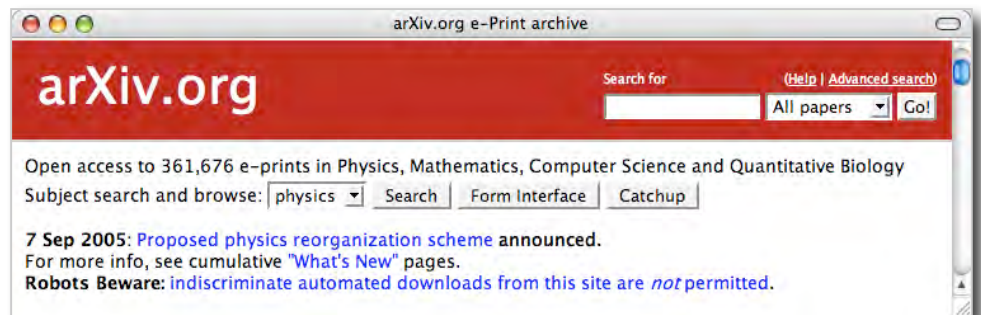 arXiv.org e-Print archive
arXiv.org
Search for
(Help | Advanced search)
All papers
Go!
Open access to 361,676 e-prints in Physics, Mathematics, Computer Science and Quantitative Biology
Subject search and browse: physics Search Form Interface Catchup
7 Sep 2005: Proposed physics reorganization scheme announced.
For more info, see cumulative "What's New" pages.
Robots Beware: indiscriminate automated downloads from this site are not permitted.